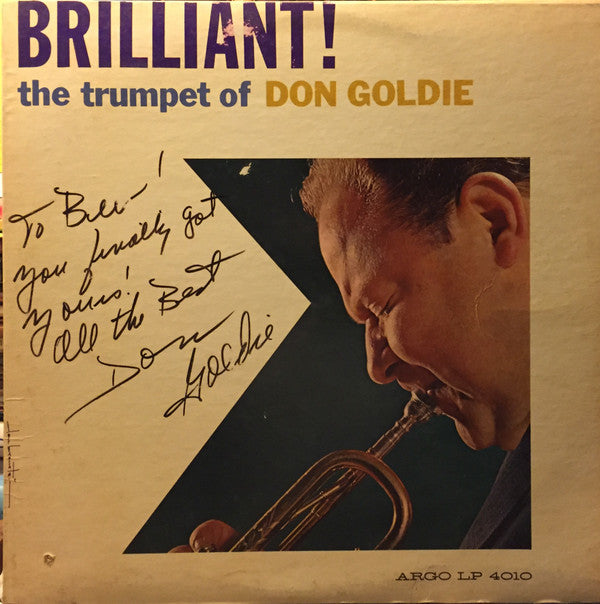 BRILLIANT!
the trumpet of DON GOLDIE
To Bill-!
You finally got
yours!
All the Best
Don
Goldie
ARGO LP 4010